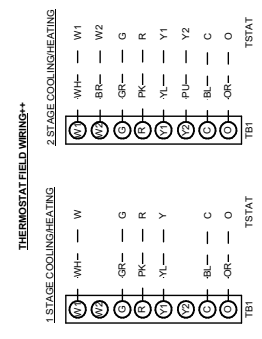 THERMOSTAT FIELD WIRING++
1 STAGE COOLING/HEATING
W1 -WH- W
W2
G -GR- G
R -PK- R
Y1 -YL- Y
Y2
C -BL- C
O -OR- O
TB1 TSTAT
2 STAGE COOLING/HEATING
W1 -WH- W1
W2 -BR- W2
G -GR- G
R -PK- R
Y1 -YL- Y1
Y2 -PU- Y2
C -BL- C
O -OR- O
TB1 TSTAT